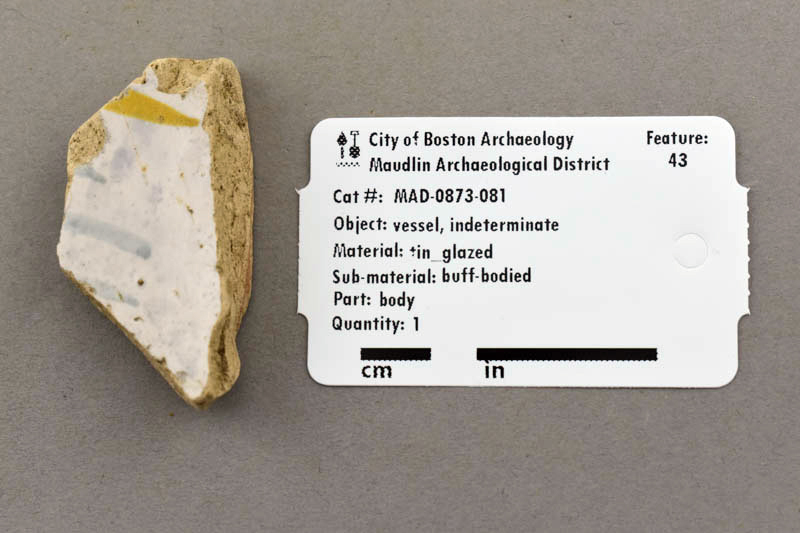 City of Boston Archaeology
Maudlin Archaeological District
Feature:
43
Cat #: MAD-0873-081
Object: vessel, indeterminate
Material: tin_glazed
Sub-material: buff-bodied
Part: body
Quantity: 1
cm in